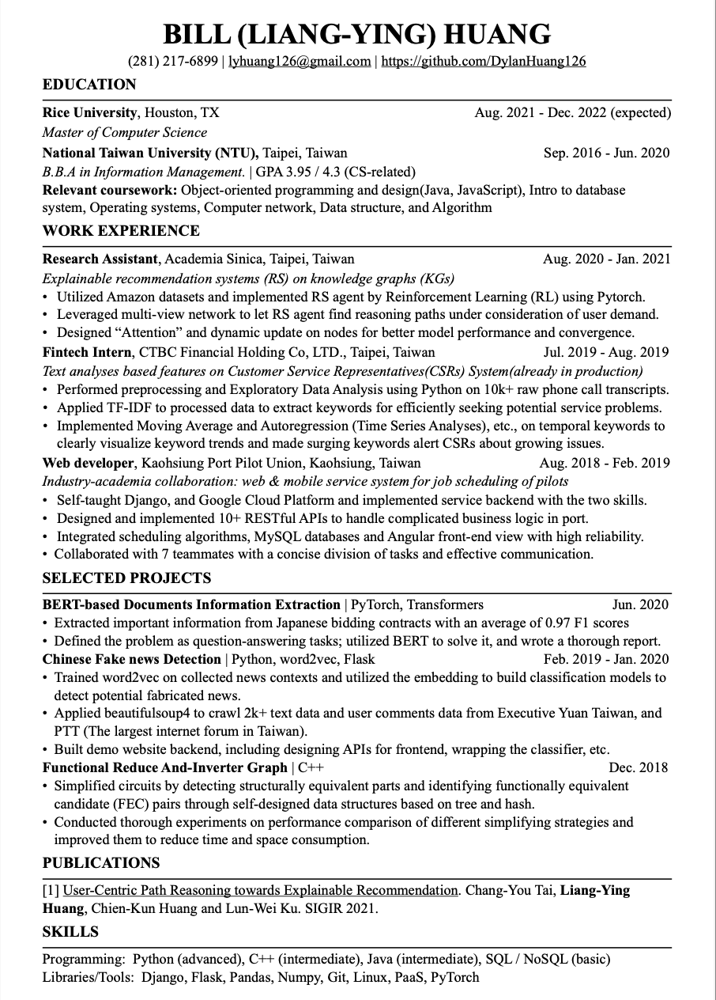 BILL (LIANG-YING) HUANG
(281) 217-6899 | lyhuang126@gmail.com | https://github.com/DylanHuang126
EDUCATION
Rice University, Houston, TX Aug. 2021 - Dec. 2022 (expected)
Master of Computer Science
National Taiwan University (NTU), Taipei, Taiwan Sep. 2016 - Jun. 2020
B.B.A in Information Management. | GPA 3.95 / 4.3 (CS-related)
Relevant coursework: Object-oriented programming and design(Java, JavaScript), Intro to database
system, Operating systems, Computer network, Data structure, and Algorithm
WORK EXPERIENCE
Research Assistant, Academia Sinica, Taipei, Taiwan Aug. 2020 - Jan. 2021
Explainable recommendation systems (RS) on knowledge graphs (KGs)
• Utilized Amazon datasets and implemented RS agent by Reinforcement Learning (RL) using Pytorch.
• Leveraged multi-view network to let RS agent find reasoning paths under consideration of user demand.
• Designed “Attention” and dynamic update on nodes for better model performance and convergence.
Fintech Intern, CTBC Financial Holding Co, LTD., Taipei, Taiwan Jul. 2019 - Aug. 2019
Text analyses based features on Customer Service Representatives(CSRs) System(already in production)
• Performed preprocessing and Exploratory Data Analysis using Python on 10k+ raw phone call transcripts.
• Applied TF-IDF to processed data to extract keywords for efficiently seeking potential service problems.
• Implemented Moving Average and Autoregression (Time Series Analyses), etc., on temporal keywords to
clearly visualize keyword trends and made surging keywords alert CSRs about growing issues.
Web developer, Kaohsiung Port Pilot Union, Kaohsiung, Taiwan Aug. 2018 - Feb. 2019
Industry-academia collaboration: web & mobile service system for job scheduling of pilots
• Self-taught Django, and Google Cloud Platform and implemented service backend with the two skills.
• Designed and implemented 10+ RESTful APIs to handle complicated business logic in port.
• Integrated scheduling algorithms, MySQL databases and Angular front-end view with high reliability.
• Collaborated with 7 teammates with a concise division of tasks and effective communication.
SELECTED PROJECTS
BERT-based Documents Information Extraction | PyTorch, Transformers Jun. 2020
• Extracted important information from Japanese bidding contracts with an average of 0.97 F1 scores
• Defined the problem as question-answering tasks; utilized BERT to solve it, and wrote a thorough report.
Chinese Fake news Detection | Python, word2vec, Flask Feb. 2019 - Jan. 2020
• Trained word2vec on collected news contexts and utilized the embedding to build classification models to
detect potential fabricated news.
• Applied beautifulsoup4 to crawl 2k+ text data and user comments data from Executive Yuan Taiwan, and
PTT (The largest internet forum in Taiwan).
• Built demo website backend, including designing APIs for frontend, wrapping the classifier, etc.
Functional Reduce And-Inverter Graph | C++ Dec. 2018
• Simplified circuits by detecting structurally equivalent parts and identifying functionally equivalent
candidate (FEC) pairs through self-designed data structures based on tree and hash.
• Conducted thorough experiments on performance comparison of different simplifying strategies and
improved them to reduce time and space consumption.
PUBLICATIONS
[1] User-Centric Path Reasoning towards Explainable Recommendation. Chang-You Tai, Liang-Ying
Huang, Chien-Kun Huang and Lun-Wei Ku. SIGIR 2021.
SKILLS
Programming: Python (advanced), C++ (intermediate), Java (intermediate), SQL / NoSQL (basic)
Libraries/Tools: Django, Flask, Pandas, Numpy, Git, Linux, PaaS, PyTorch